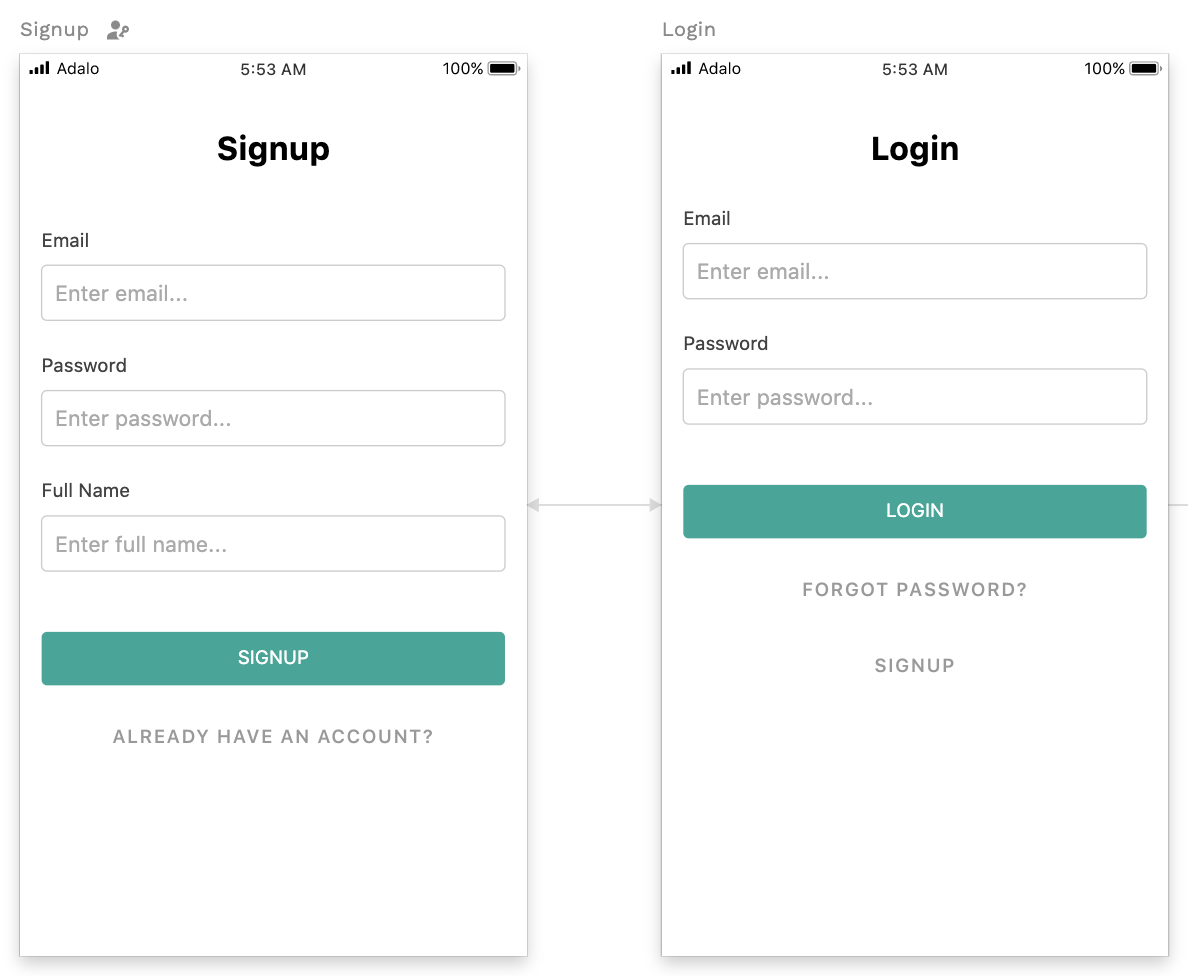 Signup
Adalo 5:53 AM 100%
Signup
Email
Enter email...
Password
Enter password...
Full Name
Enter full name...
SIGNUP
ALREADY HAVE AN ACCOUNT?
Login
Adalo 5:53 AM 100%
Login
Email
Enter email...
Password
Enter password...
LOGIN
FORGOT PASSWORD?
SIGNUP